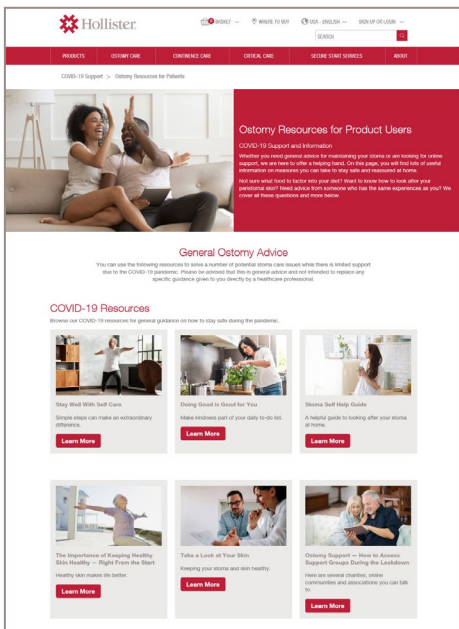 Hollister
0 BASKET
WHERE TO BUY
USA - ENGLISH
SIGN UP OR LOGIN
SEARCH
PRODUCTS
OSTOMY CARE
CONTINENCE CARE
CRITICAL CARE
SECURE START SERVICES
ABOUT
COVID-19 Support > Ostomy Resources for Patients
Ostomy Resources for Product Users
COVID-19 Support and Information
Whether you need general advice for maintaining your stoma or are looking for online
support, we are here to offer a helping hand. On this page, you will find lots of useful
information on measures you can take to stay safe and reassured at home.
Not sure what food to factor into your diet? Want to know how to look after your
peristomal skin? Need advice from someone who has the same experiences as you? We
cover all these questions and more below.
General Ostomy Advice
You can use the following resources to solve a number of potential stoma care issues while there is limited support
due to the COVID-19 pandemic. Please be advised that this is general advice and not intended to replace any
specific guidance given to you directly by a healthcare professional.
COVID-19 Resources
Browse our COVID-19 resources for general guidance on how to stay safe during the pandemic.
Stay Well With Self Care
Simple steps can make an extraordinary
difference.
Learn More
Doing Good Is Good for You
Make kindness part of your daily to-do list.
Learn More
Stoma Self Help Guide
A helpful guide to looking after your stoma
at home.
Learn More
The Importance of Keeping Healthy
Skin Healthy — Right From the Start
Healthy skin makes life better.
Learn More
Take a Look at Your Skin
Keeping your stoma and skin healthy.
Learn More
Ostomy Support — How to Access
Support Groups During the Lockdown
Here are several charities, online
communities and associations you can talk
to.
Learn More